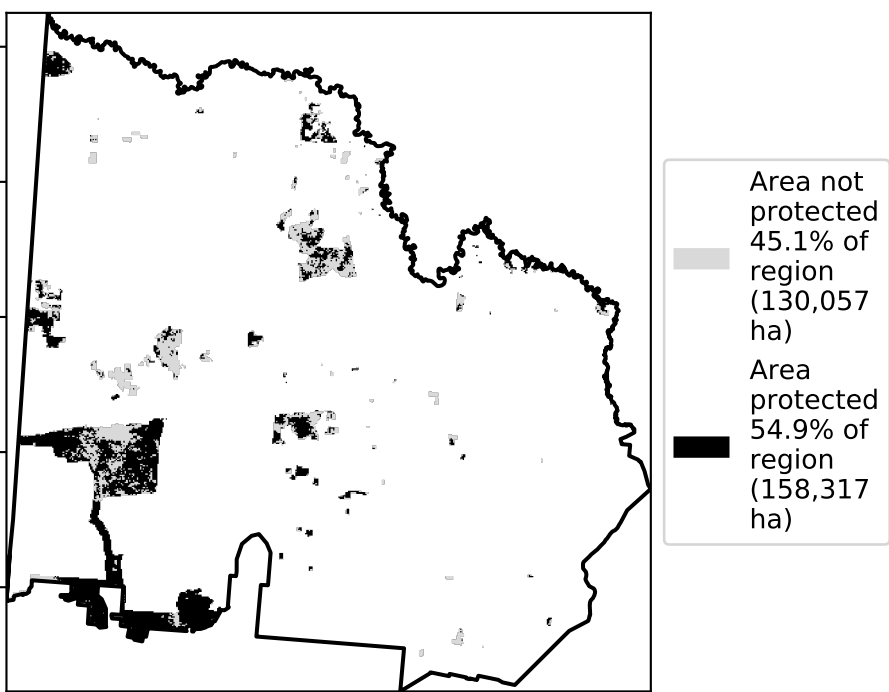 Area not
protected
45.1% of
region
(130,057
ha)
Area
protected
54.9% of
region
(158,317
ha)